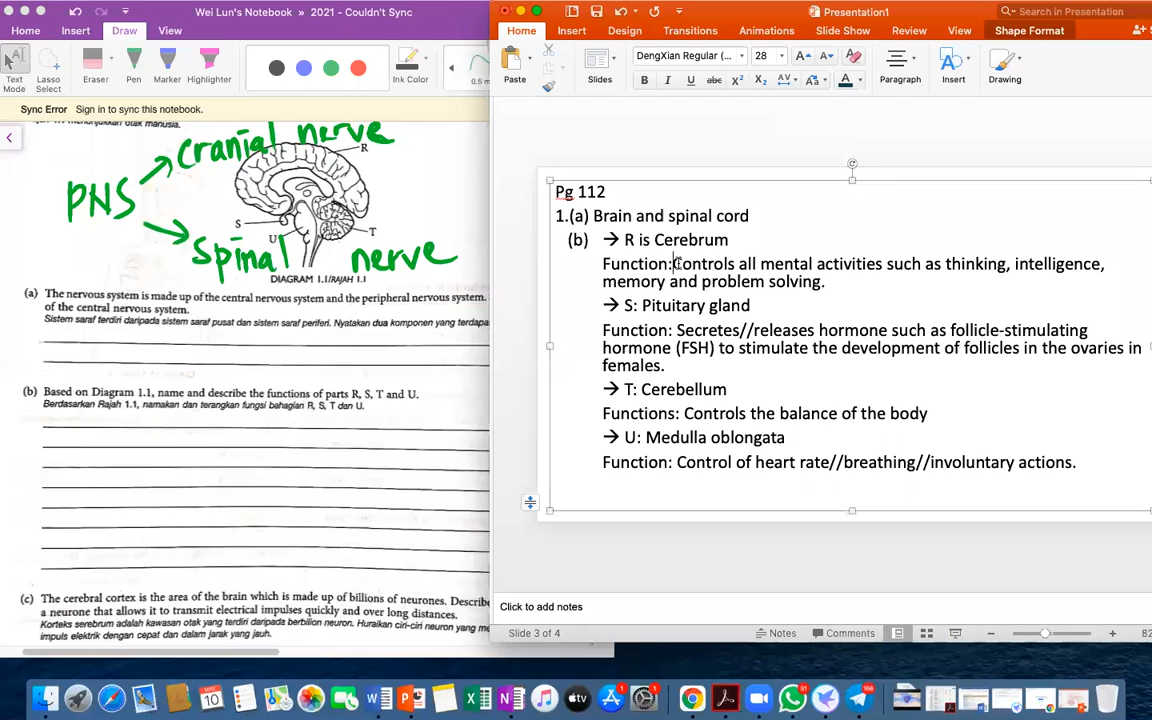 Wei Lun's Notebook » 2021 - Couldn't Sync
Home Insert Draw View
Text Mode
Lasso Select
Eraser
Pen
Marker
Highlighter
Ink Color
0.5 m
Sync Error Sign in to sync this notebook.
manusia.
PNS
Cranial nerve
Spinal nerve
R
S
T
U
DIAGRAM 1.1/RAJAH 1.1
(a) The nervous system is made up of the central nervous system and the peripheral nervous system.
of the central nervous system.
Sistem saraf terdiri daripada sistem saraf pusat dan sistem saraf periferi. Nyatakan dua komponen yang terdapa
(b) Based on Diagram 1.1, name and describe the functions of parts R, S, T and U.
Berdasarkan Rajah 1.1, namakan dan terangkan fungsi bahagian R, S, T dan U.
(c) The cerebral cortex is the area of the brain which is made up of billions of neurones. Describe
a neurone that allows it to transmit electrical impulses quickly and over long distances.
Korteks serebrum adalah kawasan otak yang terdiri daripada berbilion neuron. Huraikan ciri-ciri neuron yang me
impuls elektrik dengan cepat dan dalam jarak yang jauh.
Presentation1
Search in Presentation
Home Insert Design Transitions Animations Slide Show Review View Shape Format
Paste
Slides
DengXian Regular (... 28
B I U abc X² X₂ AV Aa A
Paragraph
Insert
Drawing
Pg 112
1.(a) Brain and spinal cord
(b) → R is Cerebrum
Function:Controls all mental activities such as thinking, intelligence,
memory and problem solving.
→ S: Pituitary gland
Function: Secretes//releases hormone such as follicle-stimulating
hormone (FSH) to stimulate the development of follicles in the ovaries in
females.
→ T: Cerebellum
Functions: Controls the balance of the body
→ U: Medulla oblongata
Function: Control of heart rate//breathing//involuntary actions.
Click to add notes
Slide 3 of 4
Notes
Comments
82